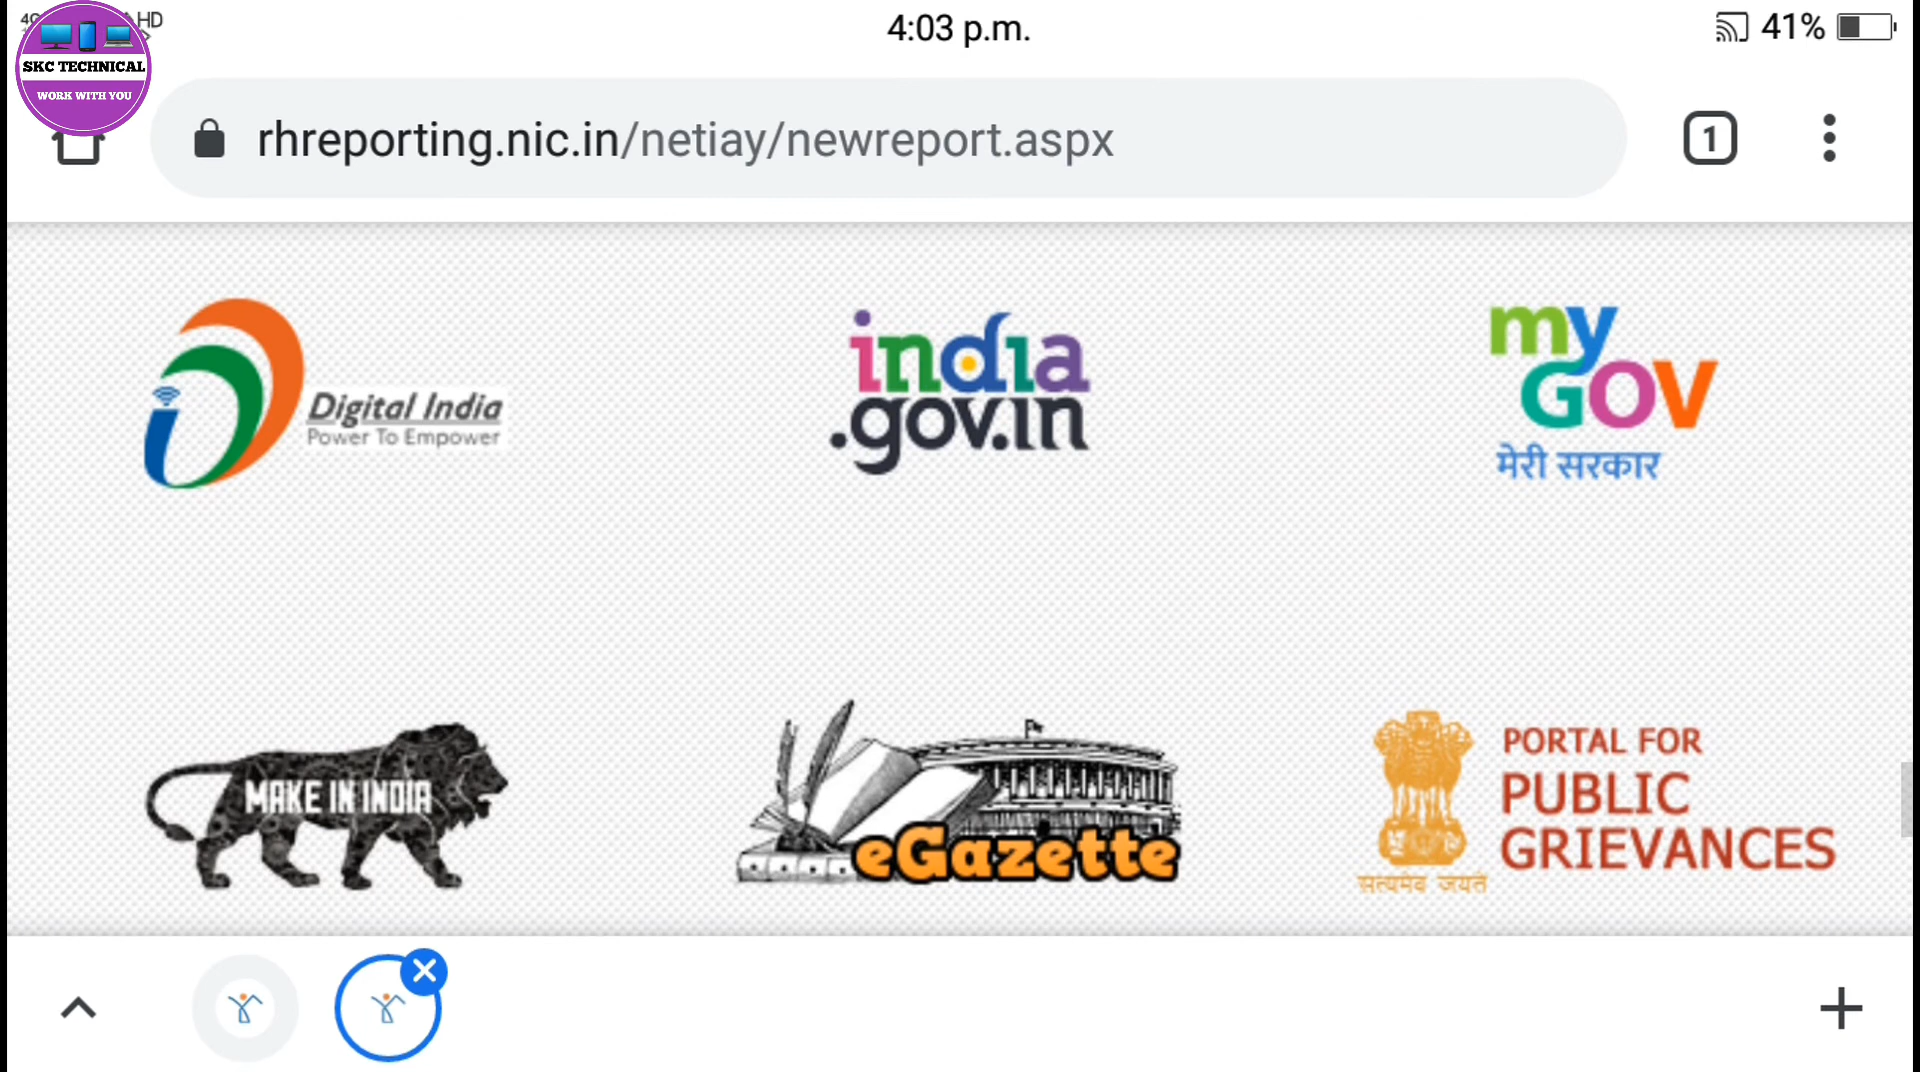 HD
4:03 p.m.
41%
SKC TECHNICAL
WORK WITH YOU
rhreporting.nic.in/netiay/newreport.aspx
1
Digital India
Power To Empower
india
.gov.in
my
GOV
मेरी सरकार
MAKE IN INDIA
eGazette
PORTAL FOR
PUBLIC
GRIEVANCES
सत्यमेव जयते